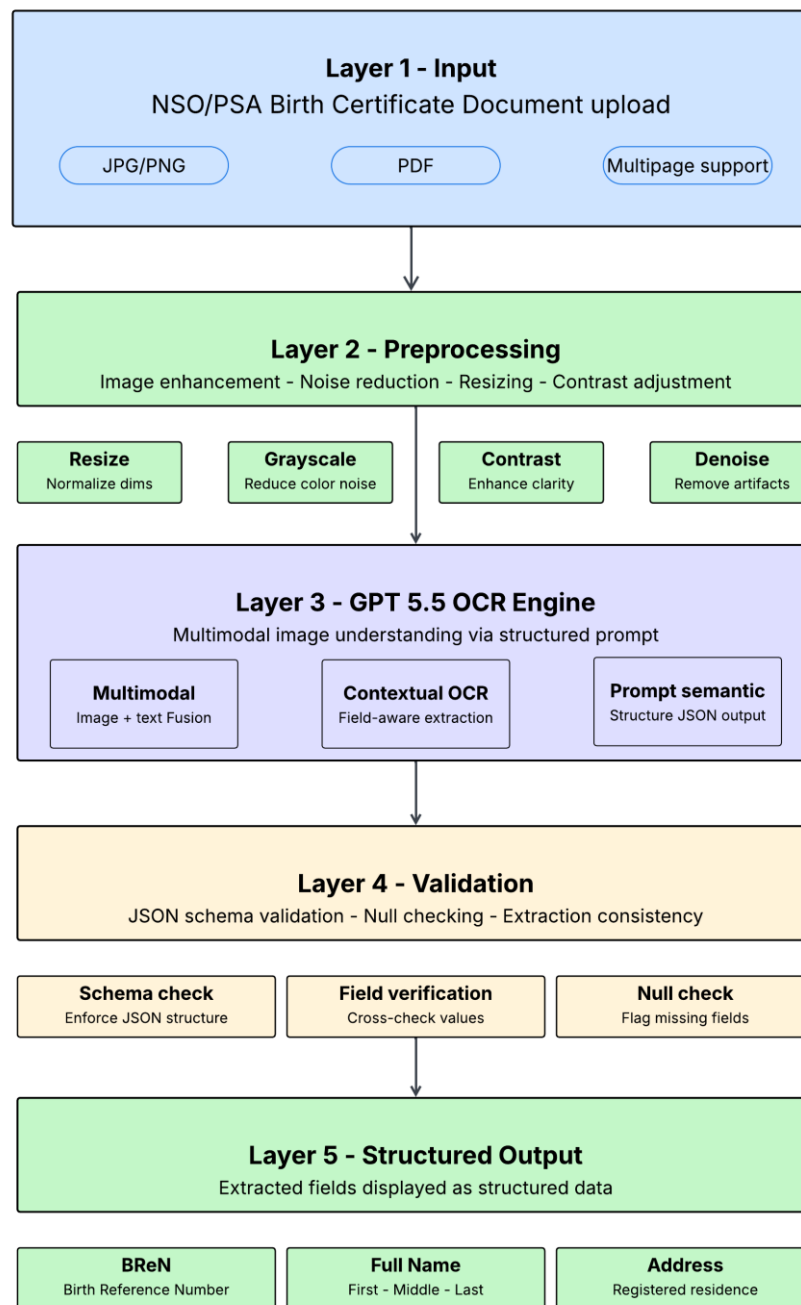 Layer 1 - Input
NSO/PSA Birth Certificate Document upload
JPG/PNG
PDF
Multipage support
Layer 2 - Preprocessing
Image enhancement - Noise reduction - Resizing - Contrast adjustment
Resize
Normalize dims
Grayscale
Reduce color noise
Contrast
Enhance clarity
Denoise
Remove artifacts
Layer 3 - GPT 5.5 OCR Engine
Multimodal image understanding via structured prompt
Multimodal
Image + text Fusion
Contextual OCR
Field-aware extraction
Prompt semantic
Structure JSON output
Layer 4 - Validation
JSON schema validation - Null checking - Extraction consistency
Schema check
Enforce JSON structure
Field verification
Cross-check values
Null check
Flag missing fields
Layer 5 - Structured Output
Extracted fields displayed as structured data
BReN
Birth Reference Number
Full Name
First - Middle - Last
Address
Registered residence